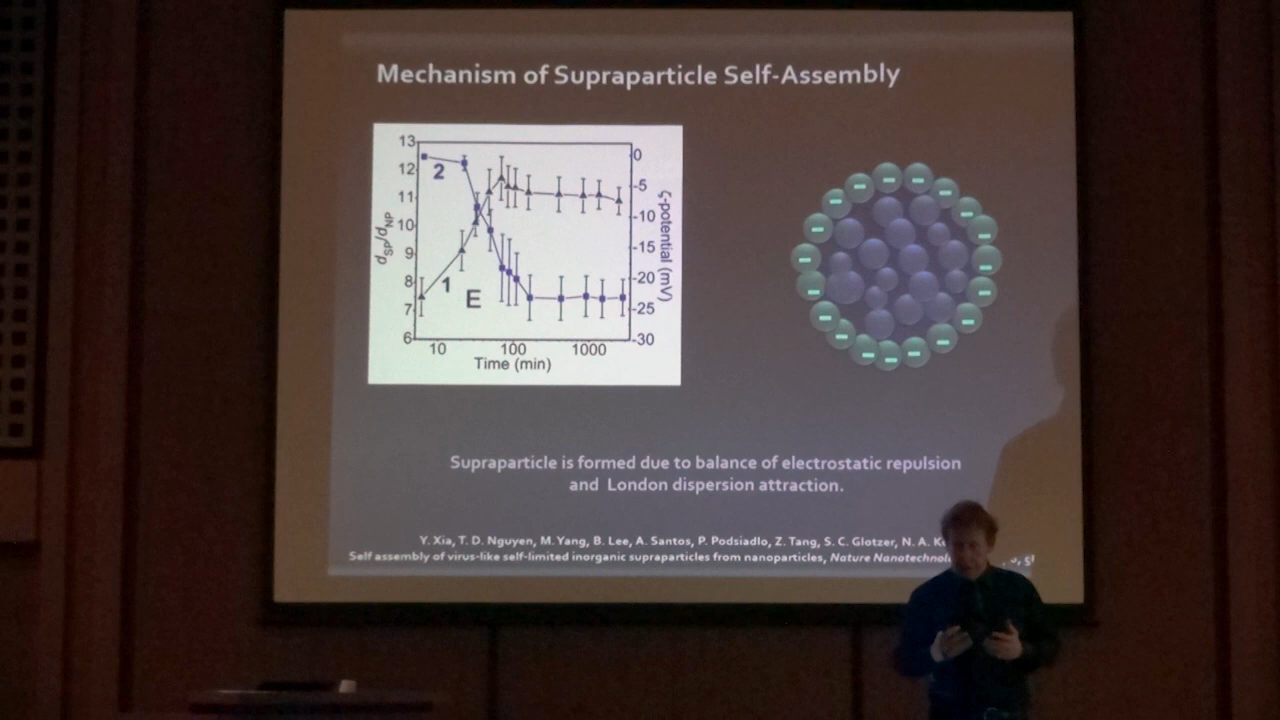 Mechanism of Supraparticle Self-Assembly
13
12
11
10
9
8
7
6
dSP/dNP
2
1
E
0
-5
-10
-15
-20
-25
-30
ζ-potential (mV)
10 100 1000
Time (min)
Supraparticle is formed due to balance of electrostatic repulsion
and London dispersion attraction.
Y. Xia, T. D. Nguyen, M. Yang, B. Lee, A. Santos, P. Podsiadlo, Z. Tang, S. C. Glotzer, N. A.
Self assembly of virus-like self-limited inorganic supraparticles from nanoparticles, Nature